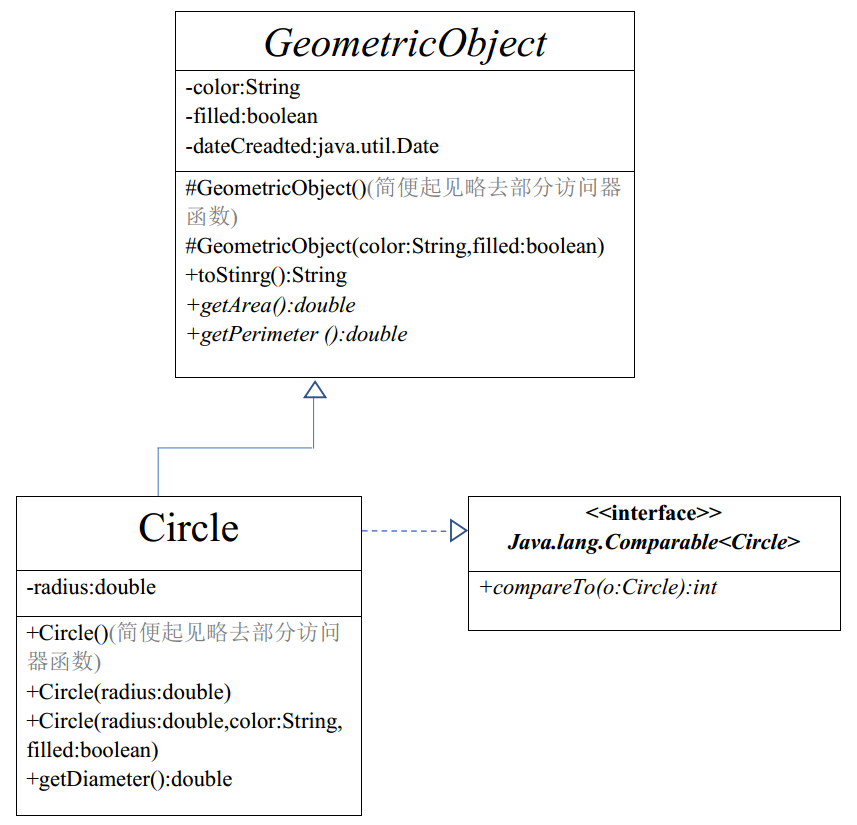 GeometricObject
-color:String
-filled:boolean
-dateCreadted:java.util.Date
#GeometricObject()(简便起见略去部分访问器
函数)
#GeometricObject(color:String,filled:boolean)
+toStinrg():String
+getArea():double
+getPerimeter ():double
Circle
-radius:double
+Circle()(简便起见略去部分访问
器函数)
+Circle(radius:double)
+Circle(radius:double,color:String,
filled:boolean)
+getDiameter():double
<<interface>>
Java.lang.Comparable<Circle>
+compareTo(o:Circle):int